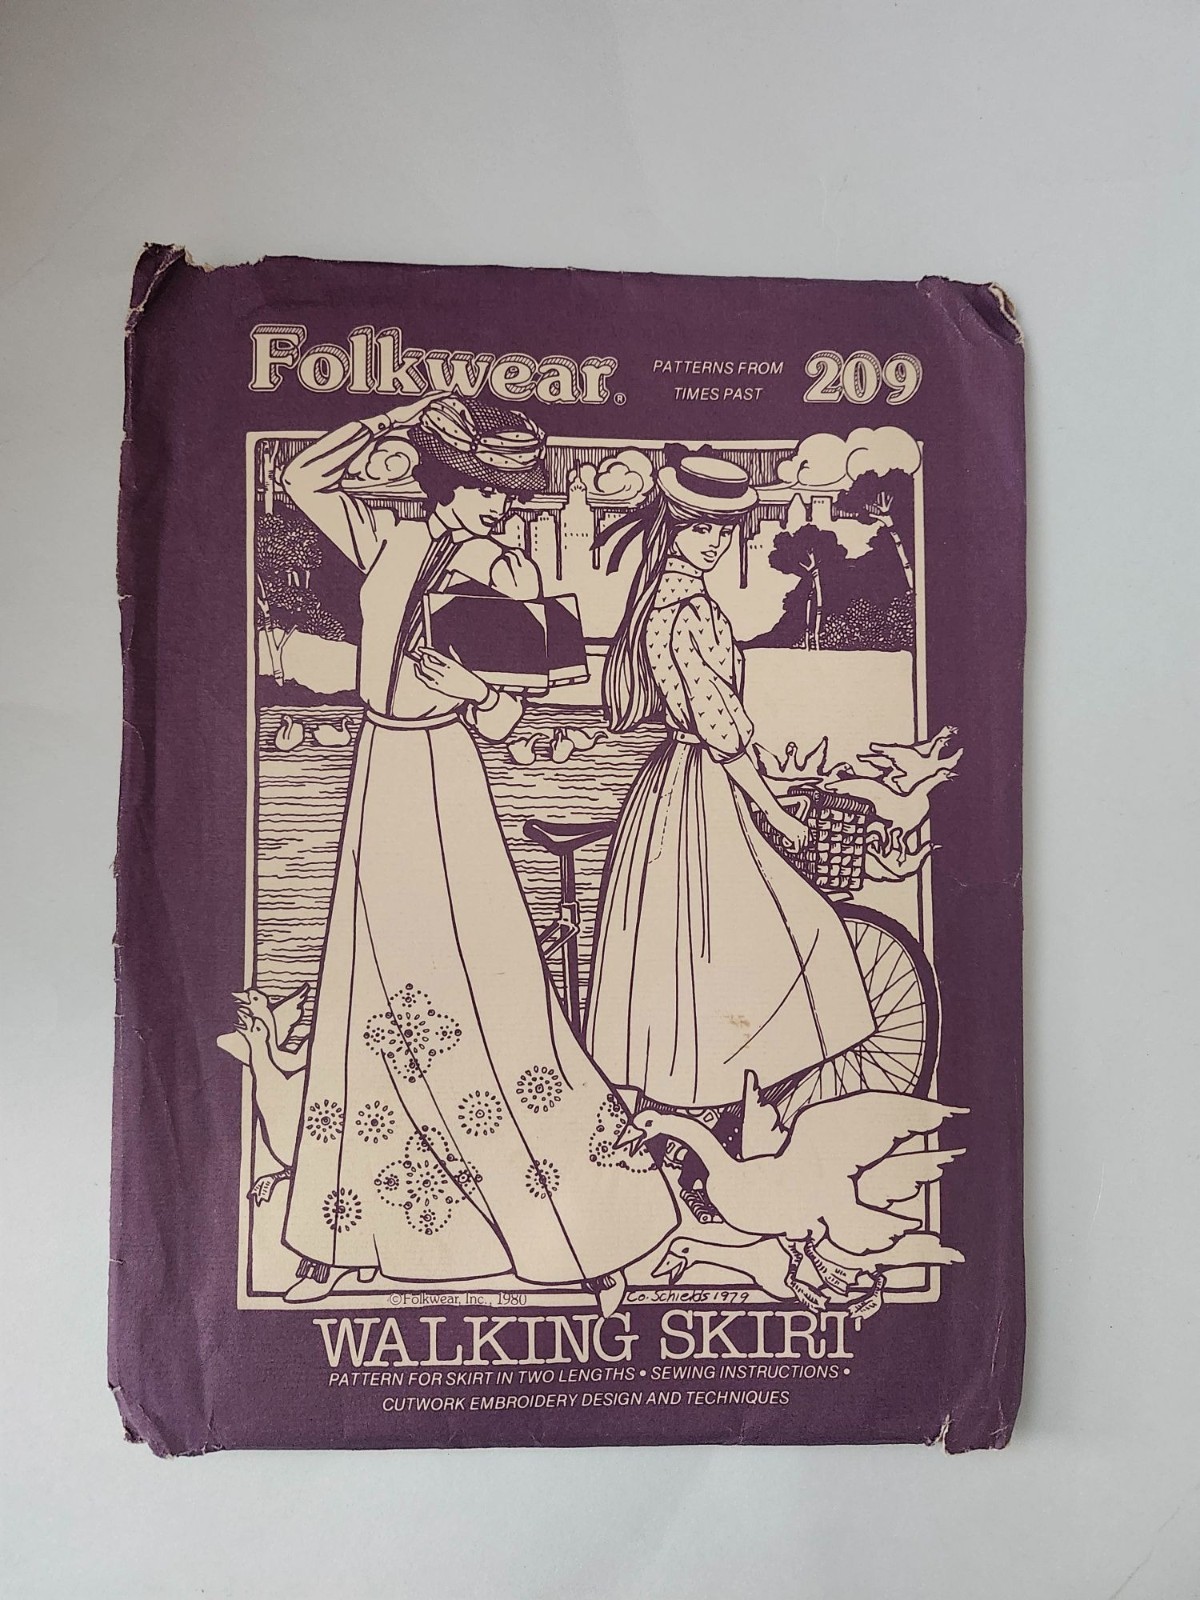 Folkwear®
PATTERNS FROM
TIMES PAST
209
©Folkwear, Inc., 1980
Co. Schields 1979
WALKING SKIRT
PATTERN FOR SKIRT IN TWO LENGTHS • SEWING INSTRUCTIONS •
CUTWORK EMBROIDERY DESIGN AND TECHNIQUES